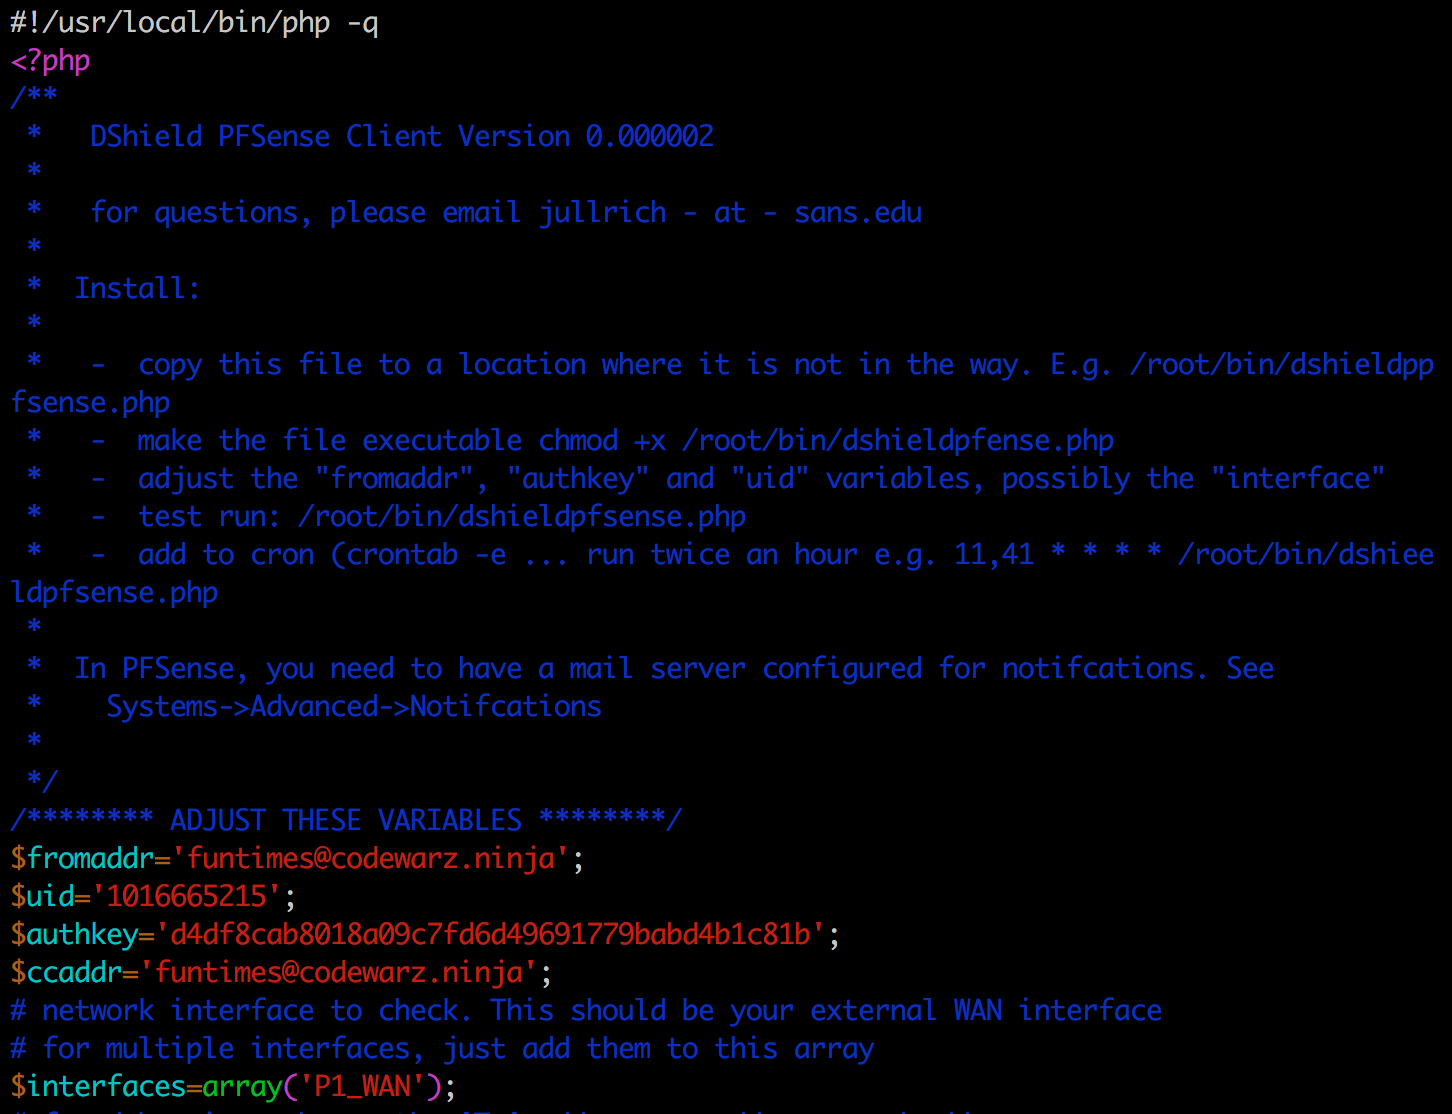 #!/usr/local/bin/php -q
<?php
/**
 *   DShield PFSense Client Version 0.000002
 *
 *   for questions, please email jullrich - at - sans.edu
 *
 *  Install:
 *
 *   -  copy this file to a location where it is not in the way. E.g. /root/bin/dshieldpp
fsense.php
 *   -  make the file executable chmod +x /root/bin/dshieldpfense.php
 *   -  adjust the "fromaddr", "authkey" and "uid" variables, possibly the "interface"
 *   -  test run: /root/bin/dshieldpfsense.php
 *   -  add to cron (crontab -e ... run twice an hour e.g. 11,41 * * * * /root/bin/dshiee
ldpfsense.php
 *
 *  In PFSense, you need to have a mail server configured for notifcations. See
 *    Systems->Advanced->Notifcations
 *
 */
/******** ADJUST THESE VARIABLES ********/
$fromaddr='funtimes@codewarz.ninja';
$uid='1016665215';
$authkey='d4df8cab8018a09c7fd6d49691779babd4b1c81b';
$ccaddr='funtimes@codewarz.ninja';
# network interface to check. This should be your external WAN interface
# for multiple interfaces, just add them to this array
$interfaces=array('P1_WAN');